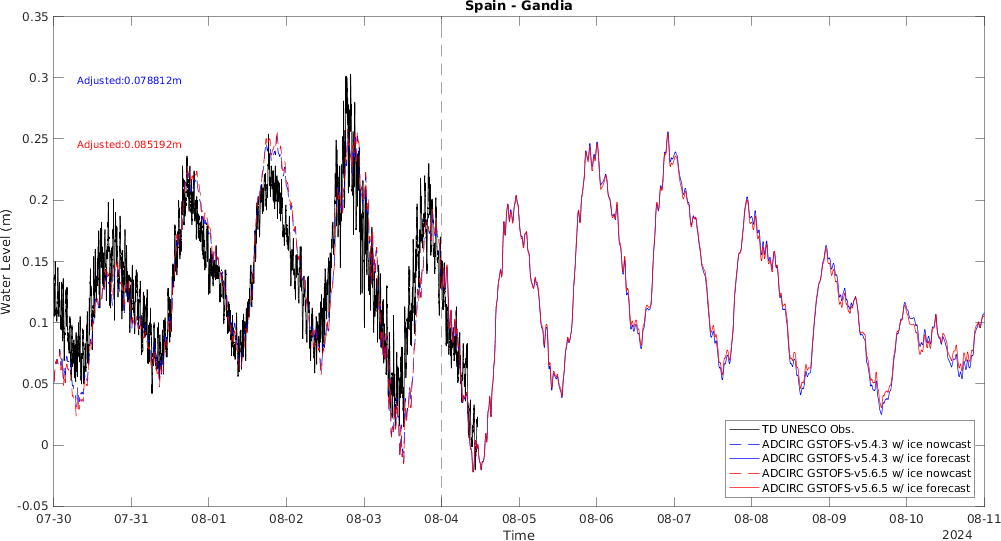 Spain - Gandia
0.35
0.3
0.25
0.2
0.15
0.1
0.05
0
-0.05
Water Level (m)
Adjusted:0.078812m
Adjusted:0.085192m
TD UNESCO Obs.
ADCIRC GSTOFS-v5.4.3 w/ ice nowcast
ADCIRC GSTOFS-v5.4.3 w/ ice forecast
ADCIRC GSTOFS-v5.6.5 w/ ice nowcast
ADCIRC GSTOFS-v5.6.5 w/ ice forecast
07-30 07-31 08-01 08-02 08-03 08-04 08-05 08-06 08-07 08-08 08-09 08-10 08-11
Time
2024